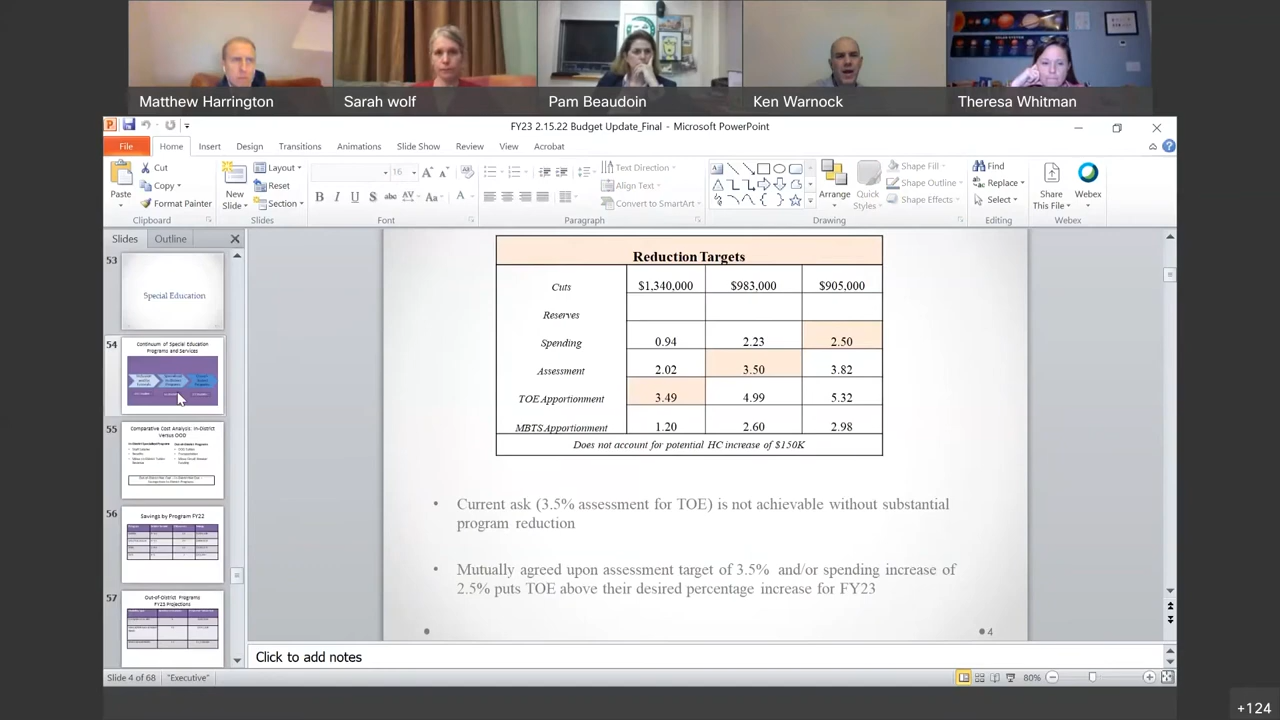 Matthew Harrington
Sarah wolf
Pam Beaudoin
Ken Warnock
Theresa Whitman
FY23 2.15.22 Budget Update_Final - Microsoft PowerPoint
File Home Insert Design Transitions Animations Slide Show Review View Acrobat
Paste
Cut
Copy
Format Painter
Clipboard
New Slide
Layout
Reset
Section
Slides
16
Font
Text Direction
Align Text
Convert to SmartArt
Paragraph
Arrange
Quick Styles
Shape Fill
Shape Outline
Shape Effects
Drawing
Find
Replace
Select
Editing
Share This File
Webex
Webex
Slides Outline
53
Special Education
54
Continuum of Special Education
Programs and Services
55
Comparative Cost Analysis: In-District
Versus OOD
56
Savings by Program FY22
57
Out-of-District Programs
FY23 Projections
Reduction Targets
Cuts $1,340,000 $983,000 $905,000
Reserves
Spending 0.94 2.23 2.50
Assessment 2.02 3.50 3.82
TOE Apportionment 3.49 4.99 5.32
MBTS Apportionment 1.20 2.60 2.98
Does not account for potential HC increase of $150K
• Current ask (3.5% assessment for TOE) is not achievable without substantial
program reduction
• Mutually agreed upon assessment target of 3.5% and/or spending increase of
2.5% puts TOE above their desired percentage increase for FY23
4
Click to add notes
Slide 4 of 68 "Executive" 80%
+124